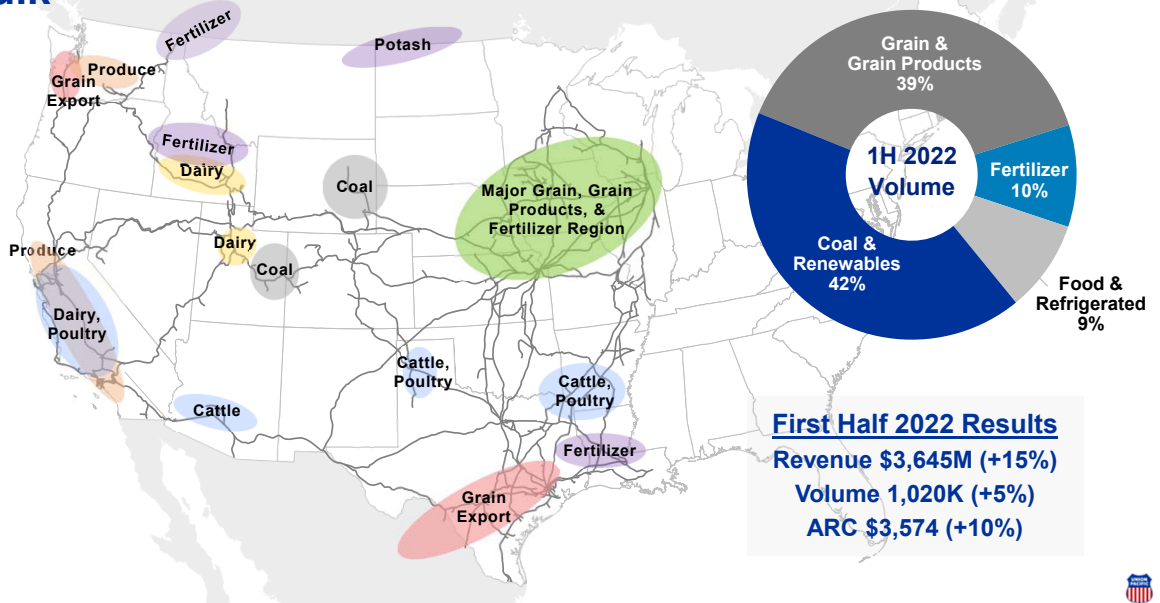 Fertilizer
Potash
Produce
Grain
Export
Fertilizer
Dairy
Coal
Major Grain, Grain
Products, &
Fertilizer Region
Produce
Dairy
Coal
Dairy,
Poultry
Cattle,
Poultry
Cattle,
Poultry
Cattle
Fertilizer
Grain
Export
Grain &
Grain Products
39%
1H 2022
Volume
Fertilizer
10%
Coal &
Renewables
42%
Food &
Refrigerated
9%
First Half 2022 Results
Revenue $3,645M (+15%)
Volume 1,020K (+5%)
ARC $3,574 (+10%)
UNION
PACIFIC